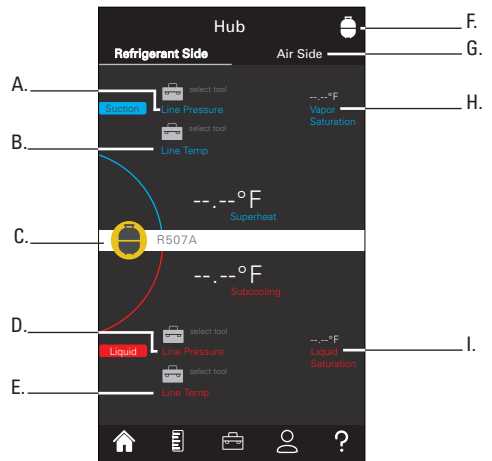 Hub
F.
Refrigerant Side
Air Side
G.
A.
select tool
--.-°F
Suction
Line Pressure
Vapor
Saturation
H.
select tool
B.
Line Temp
--.-°F
Superheat
C.
R507A
--.-°F
Subcooling
D.
select tool
--.-°F
Liquid
Line Pressure
Liquid
Saturation
I.
select tool
E.
Line Temp
?